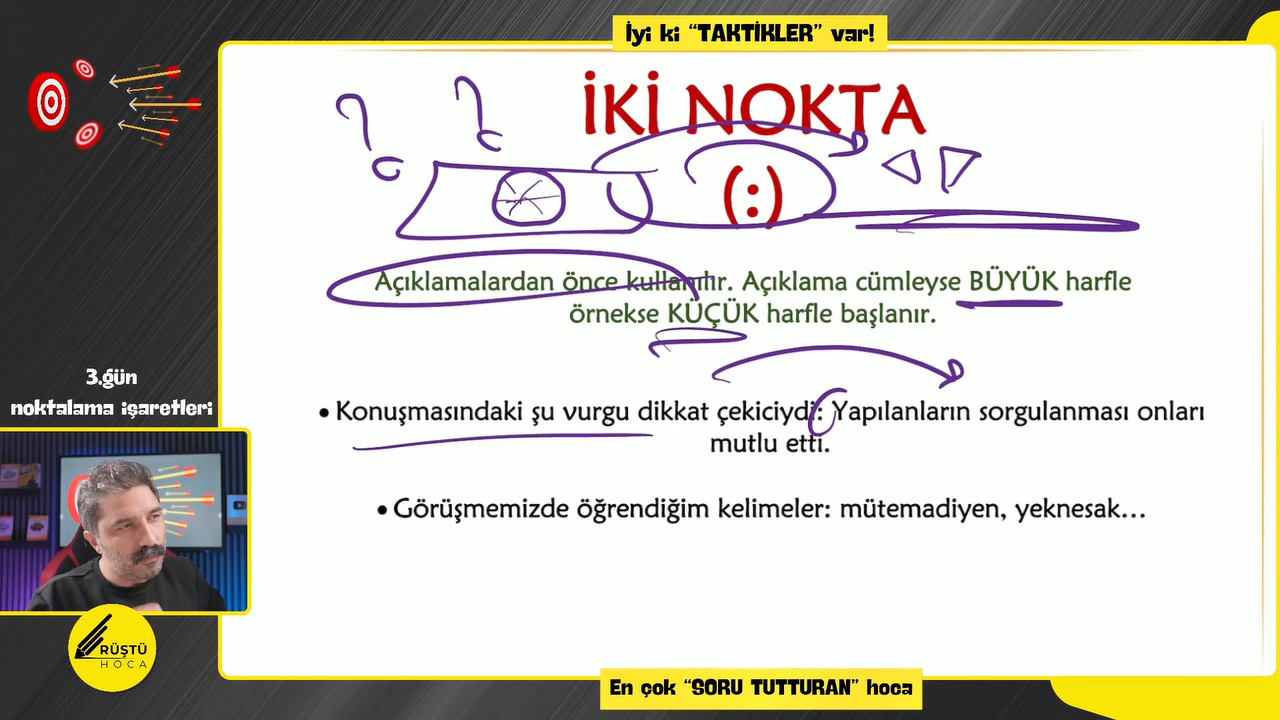 İyi ki “TAKTİKLER” var!
İKİ NOKTA
(:)
Açıklamalardan önce kullanılır. Açıklama cümleyse BÜYÜK harfle
örnekse KÜÇÜK harfle başlanır.
• Konuşmasındaki şu vurgu dikkat çekiciydi: Yapılanların sorgulanması onları
mutlu etti.
• Görüşmemizde öğrendiğim kelimeler: mütemadiyen, yeknesak...
3.gün
noktalama işaretleri
RÜŞTÜ
HOCA
En çok “SORU TUTTURAN” hoca